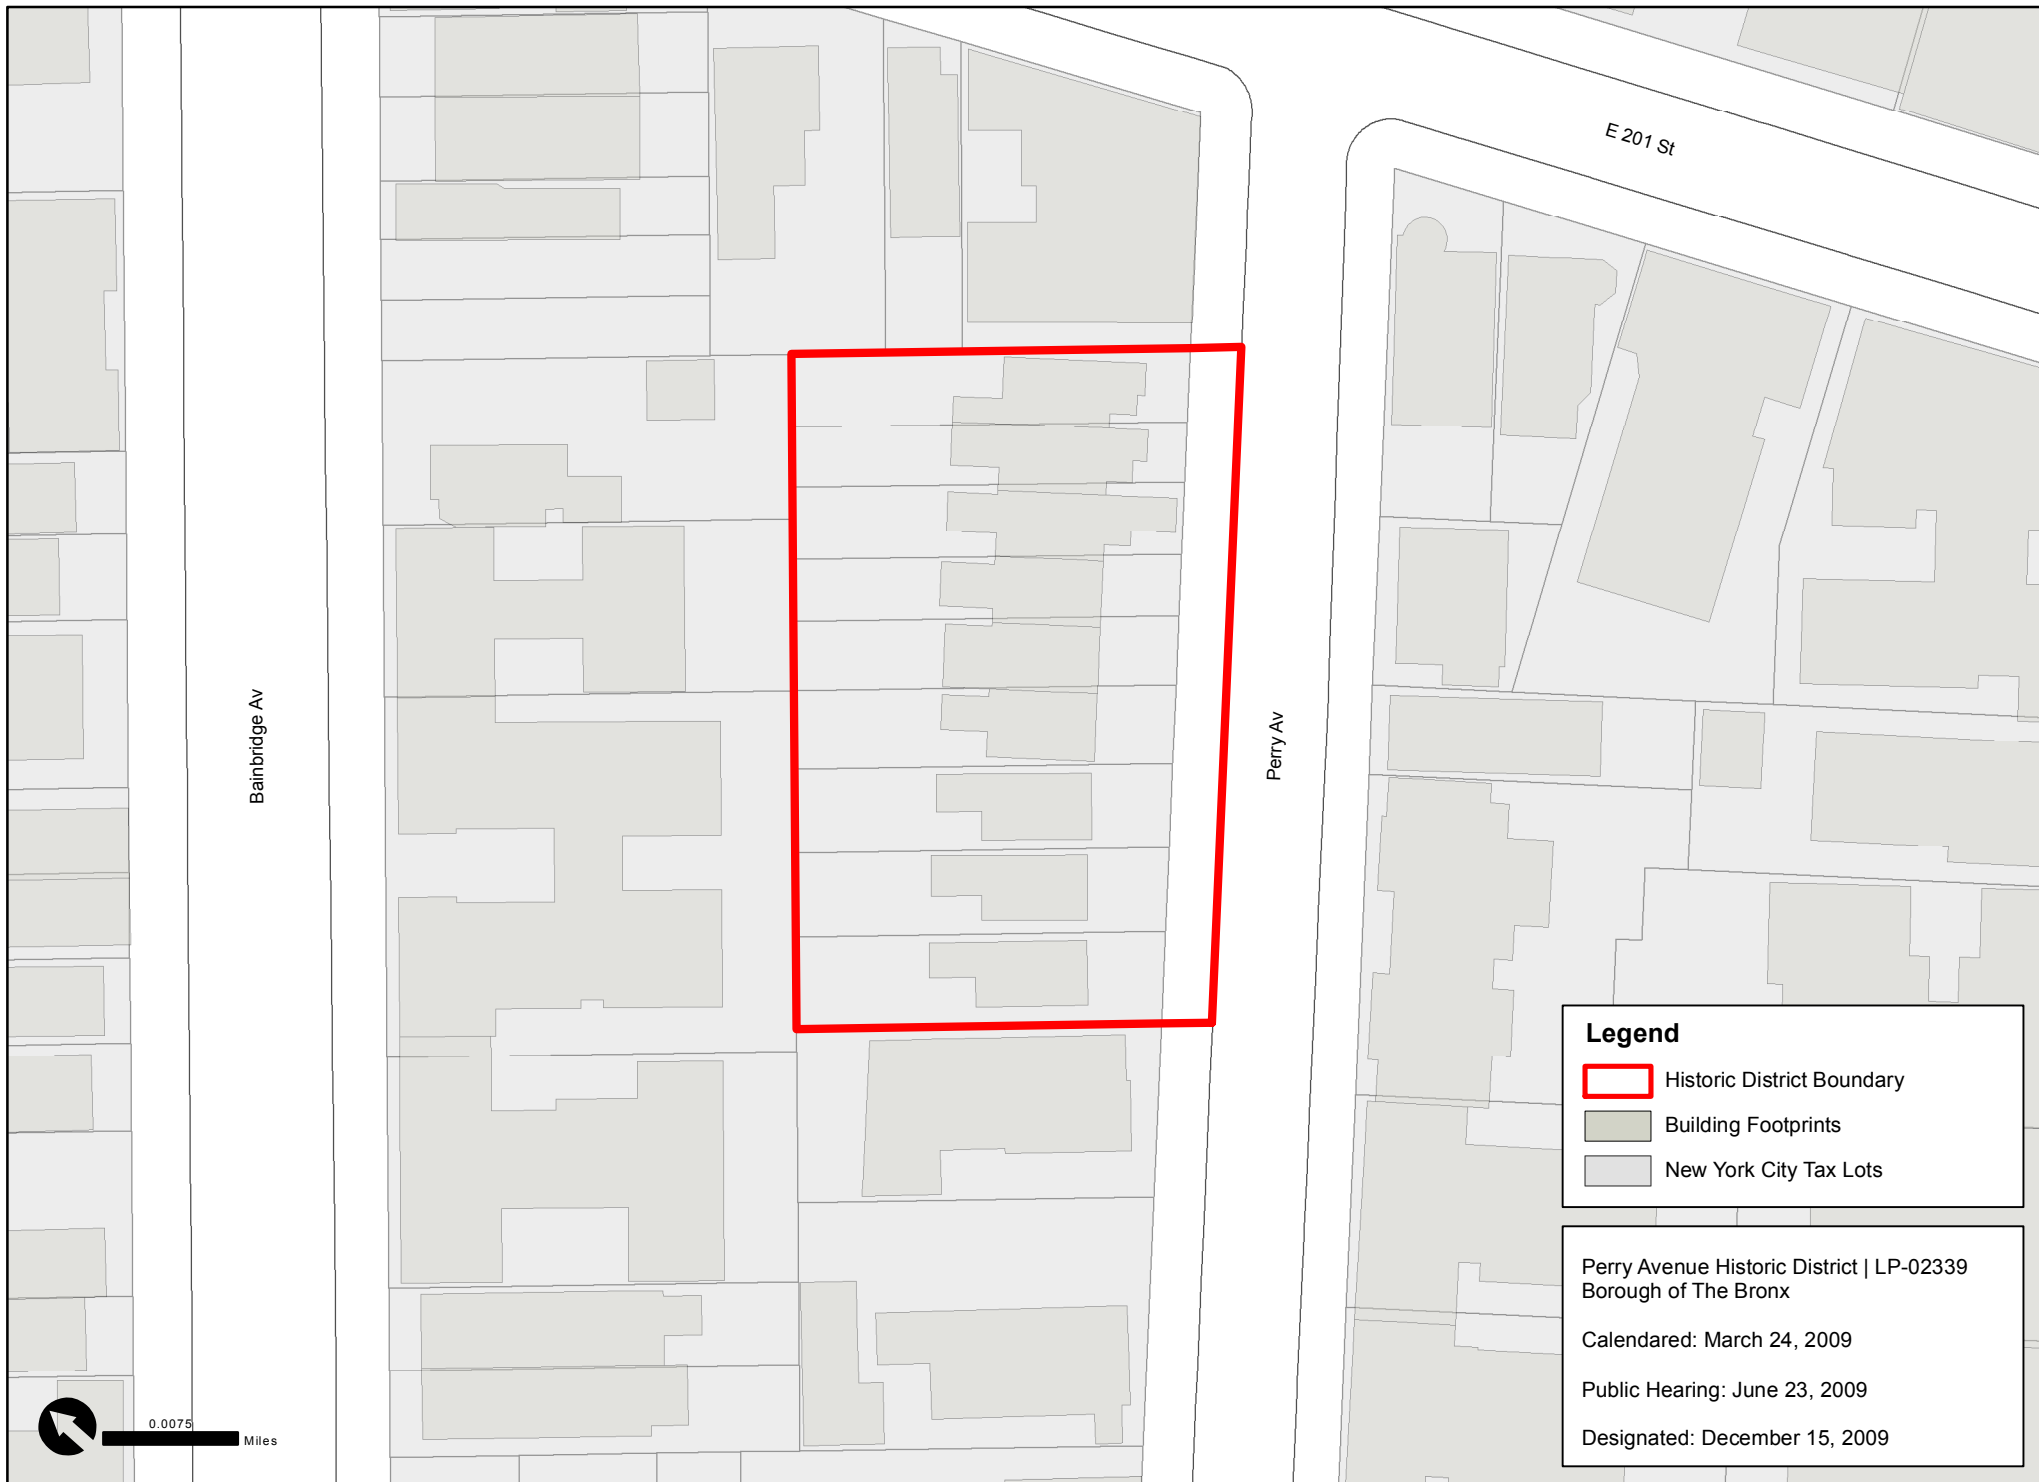 E 201 St
Bainbridge Av
Perry Av
Legend
Historic District Boundary
Building Footprints
New York City Tax Lots
Perry Avenue Historic District | LP-02339
Borough of The Bronx
Calendared: March 24, 2009
Public Hearing: June 23, 2009
Designated: December 15, 2009
0.0075
Miles